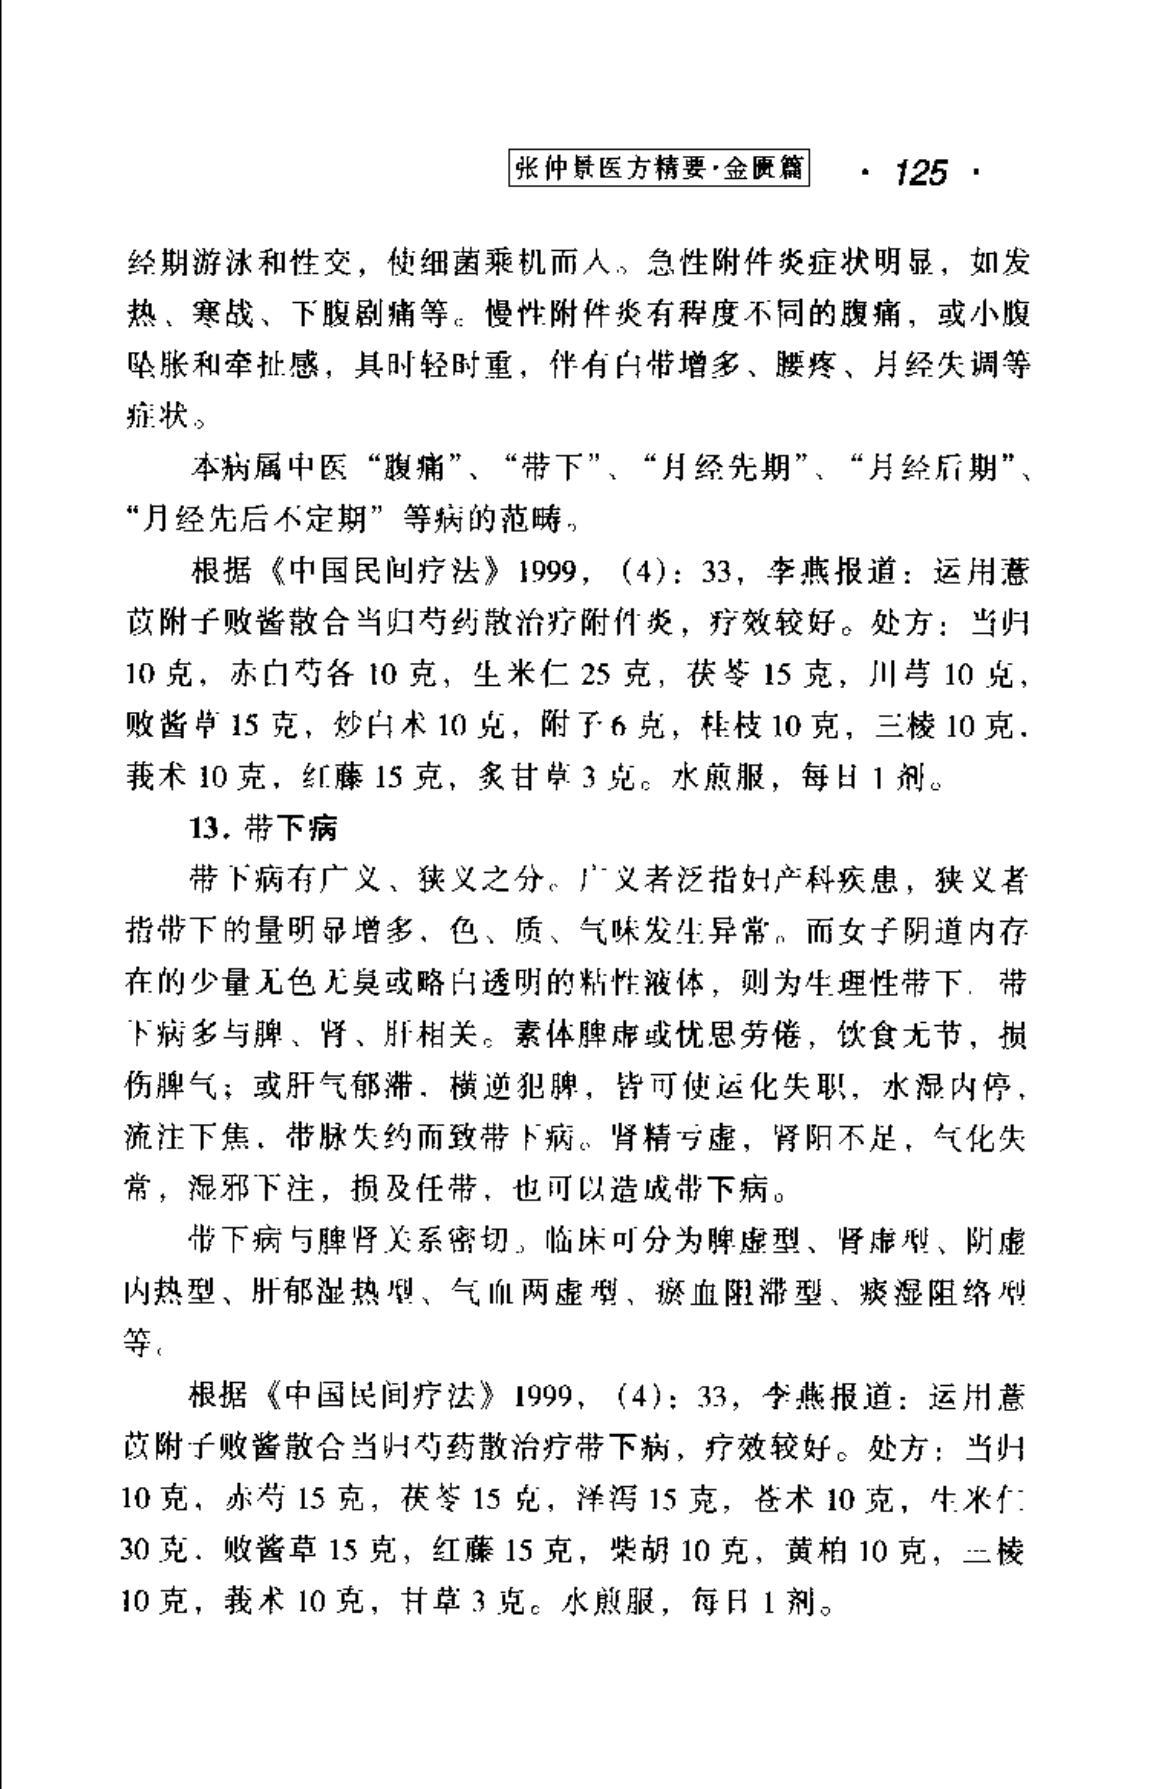 张仲景医方精要·金匮篇 · 125 ·
经期游泳和性交，使细菌乘机而人。急性附件炎症状明显，如发
热、寒战、下腹剧痛等。慢性附件炎有程度不同的腹痛，或小腹
坠胀和牵扯感，其时轻时重，伴有白带增多、腰疼、月经失调等
症状。
本病属中医“腹痛”、“带下”、“月经先期”、“月经后期”、
“月经先后不定期”等病的范畴。
根据《中国民间疗法》1999，（4）：33，李燕报道：运用薏
苡附子败酱散合当归芍药散治疗附件炎，疗效较好。处方：当归
10克，赤白芍各10克，生米仁25克，茯苓15克，川芎10克，
败酱草15克，炒白术10克，附子6克，桂枝10克，三棱10克，
莪术10克，红藤15克，炙甘草3克。水煎服，每日1剂。
13. 带下病
带下病有广义、狭义之分。广义者泛指妇产科疾患，狭义者
指带下的量明显增多，色、质、气味发生异常。而女子阴道内存
在的少量无色无臭或略白透明的粘性液体，则为生理性带下。带
下病多与脾、肾、肝相关。素体脾虚或忧思劳倦，饮食无节，损
伤脾气；或肝气郁滞，横逆犯脾，皆可使运化失职，水湿内停，
流注下焦，带脉失约而致带下病。肾精亏虚，肾阳不足，气化失
常，湿邪下注，损及任带，也可以造成带下病。
带下病与脾肾关系密切。临床可分为脾虚型、肾虚型、阴虚
内热型、肝郁湿热型、气血两虚型、瘀血阻滞型、痰湿阻络型
等。
根据《中国民间疗法》1999，（4）：33，李燕报道：运用薏
苡附子败酱散合当归芍药散治疗带下病，疗效较好。处方：当归
10克，赤芍15克，茯苓15克，泽泻15克，苍术10克，生米仁
30克，败酱草15克，红藤15克，柴胡10克，黄柏10克，三棱
10克，莪术10克，甘草3克。水煎服，每日1剂。